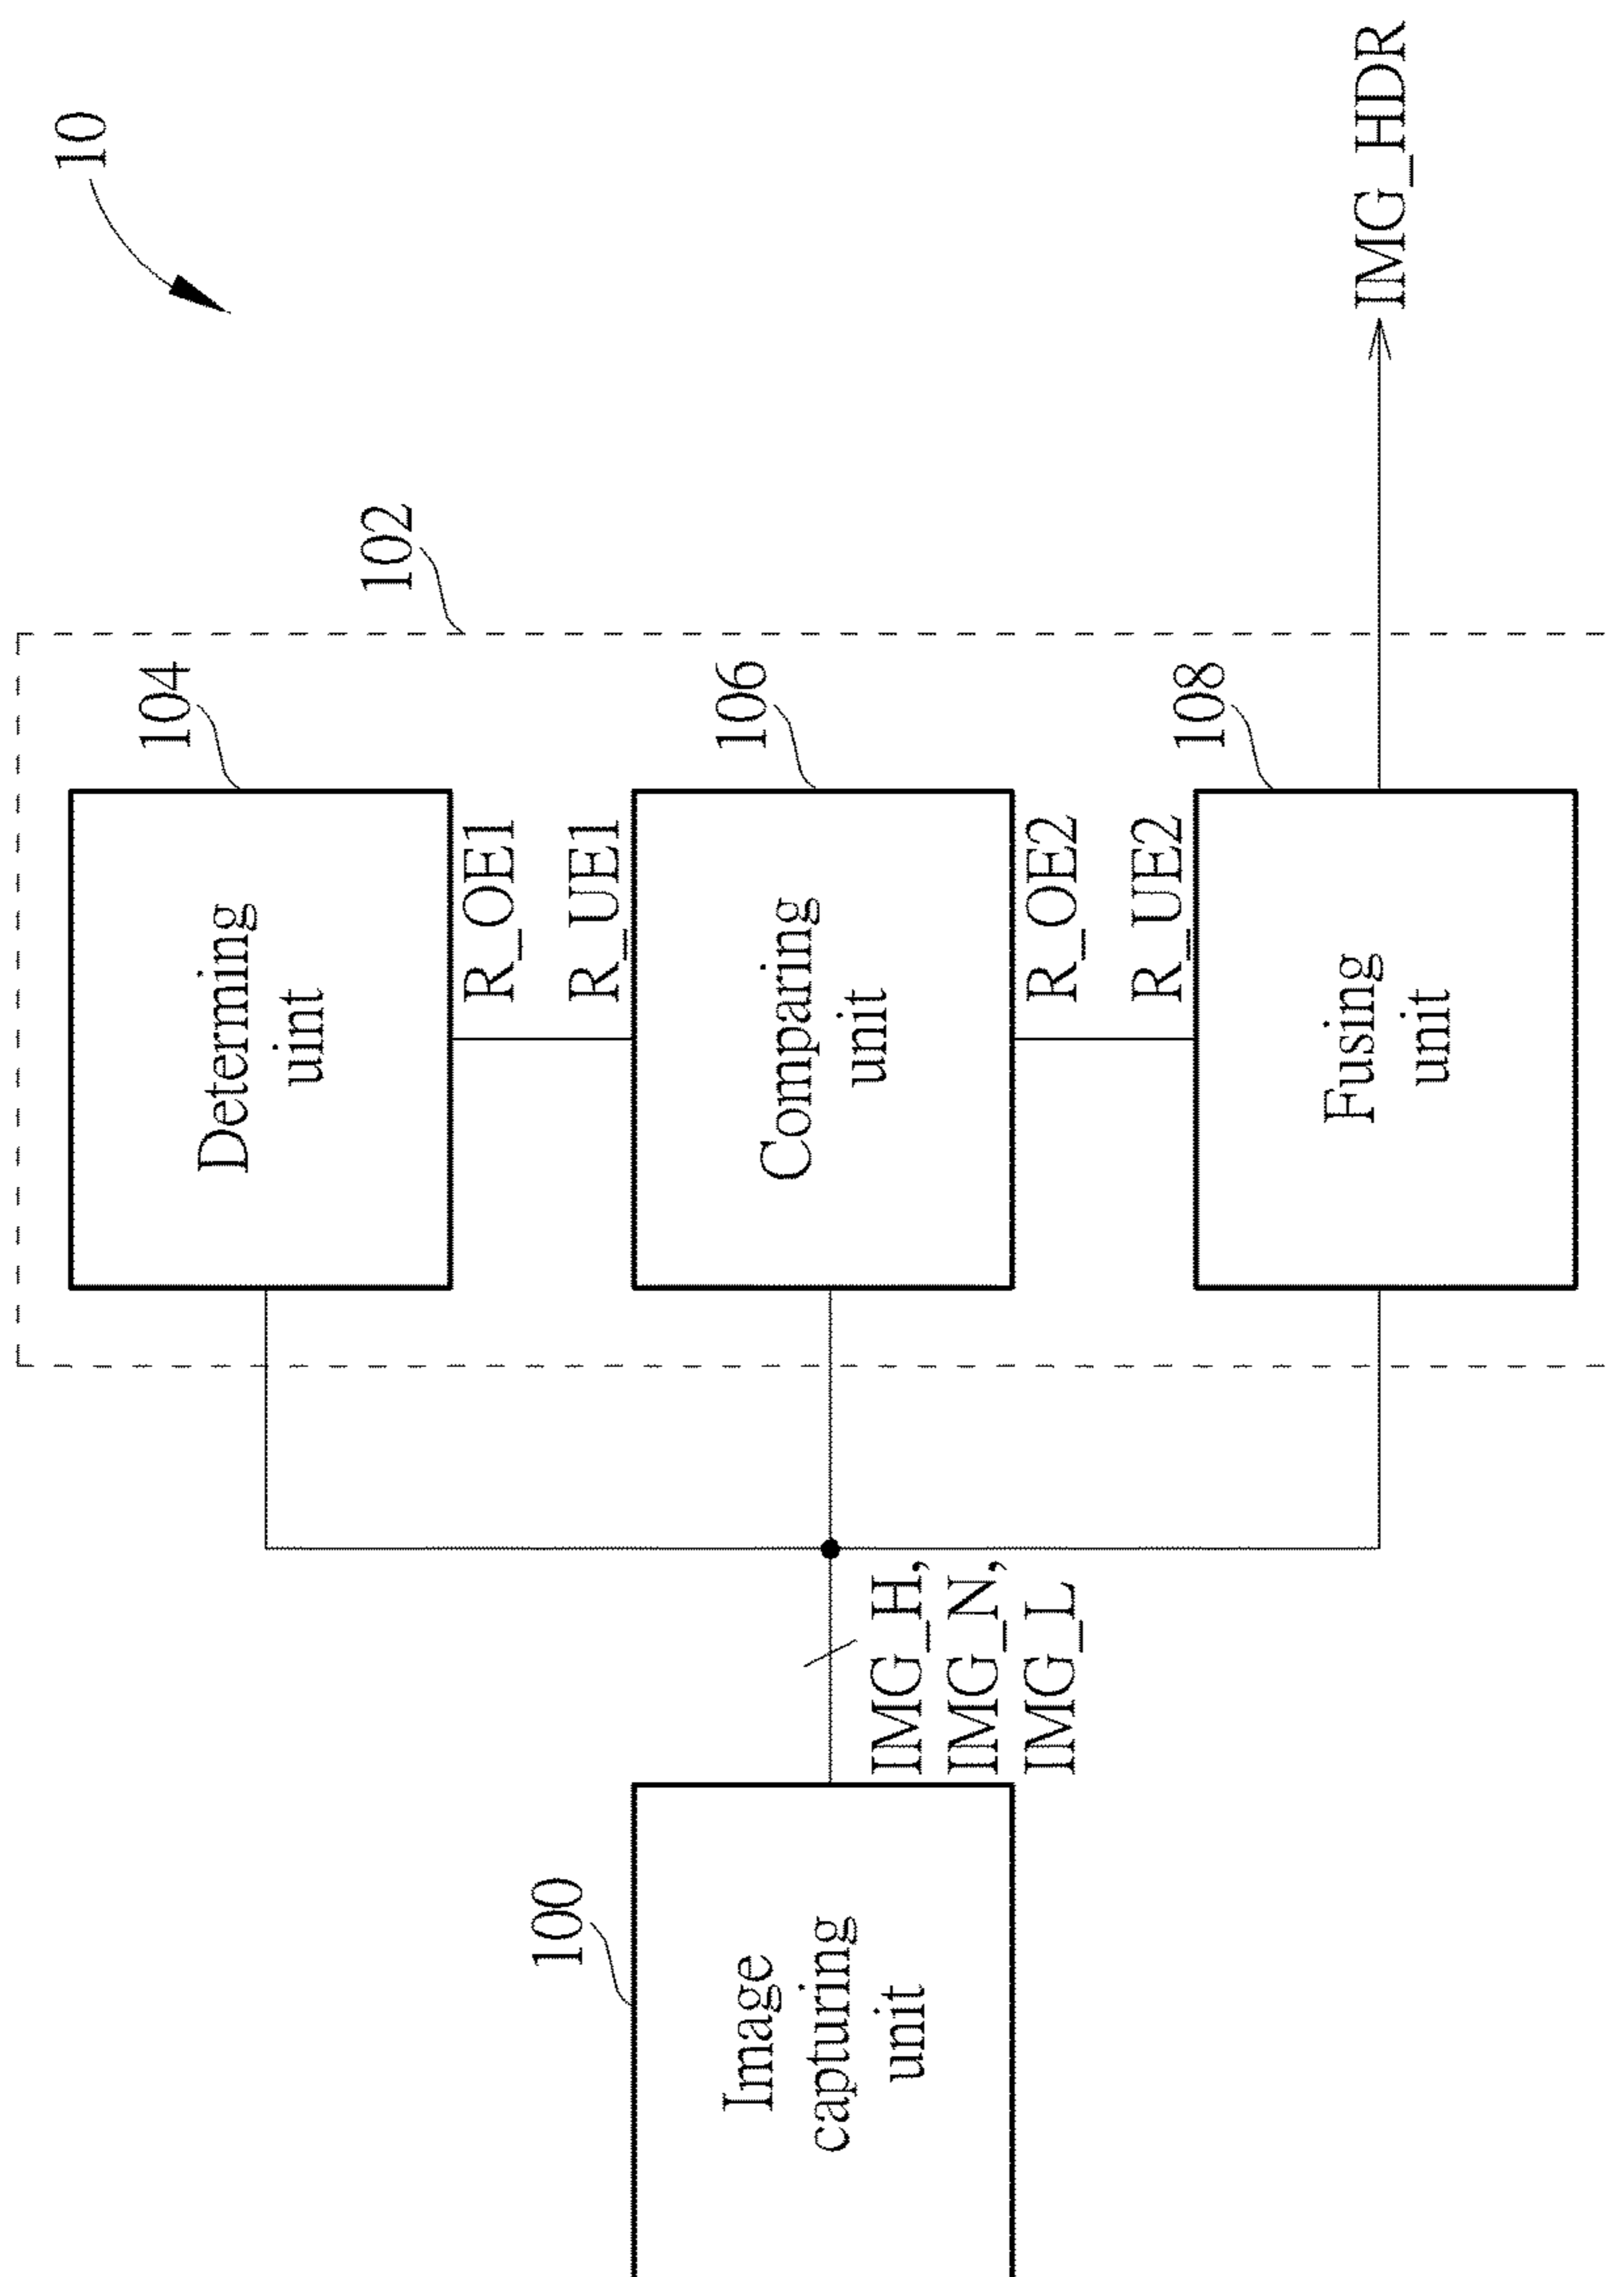 10
102
104
Determing
uint
R_OE1
R_UE1
106
Comparing
unit
R_OE2
R_UE2
108
Fusing
unit
IMG_HDR
100
Image
capturing
unit
IMG_H,
IMG_N,
IMG_L